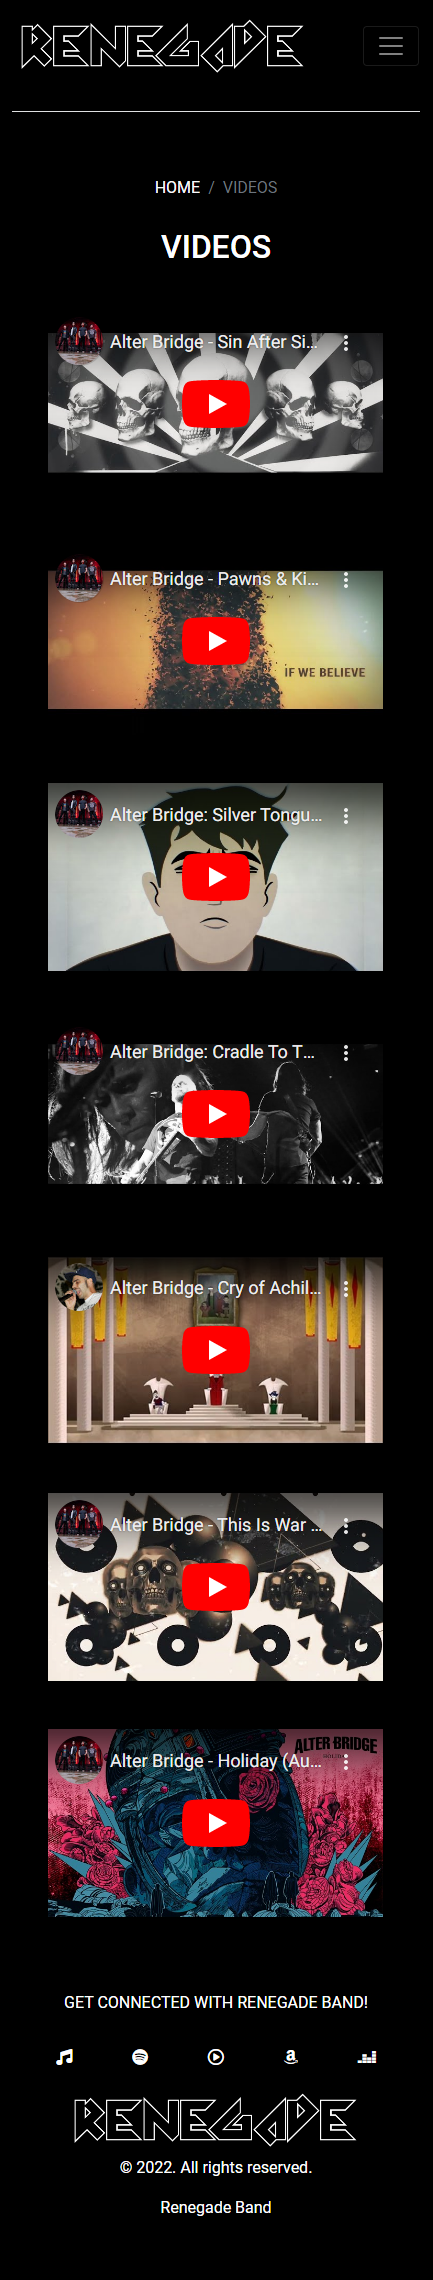 RENEGADE
HOME / VIDEOS
VIDEOS
Alter Bridge - Sin After Si...
Alter Bridge - Pawns & Ki...
IF WE BELIEVE
Alter Bridge: Silver Tongu...
Alter Bridge: Cradle To T...
Alter Bridge - Cry of Achil...
Alter Bridge - This Is War ...
Alter Bridge - Holiday (Au...
ALTER BRIDGE
HOLIDAY
GET CONNECTED WITH RENEGADE BAND!
RENEGADE
© 2022. All rights reserved.
Renegade Band